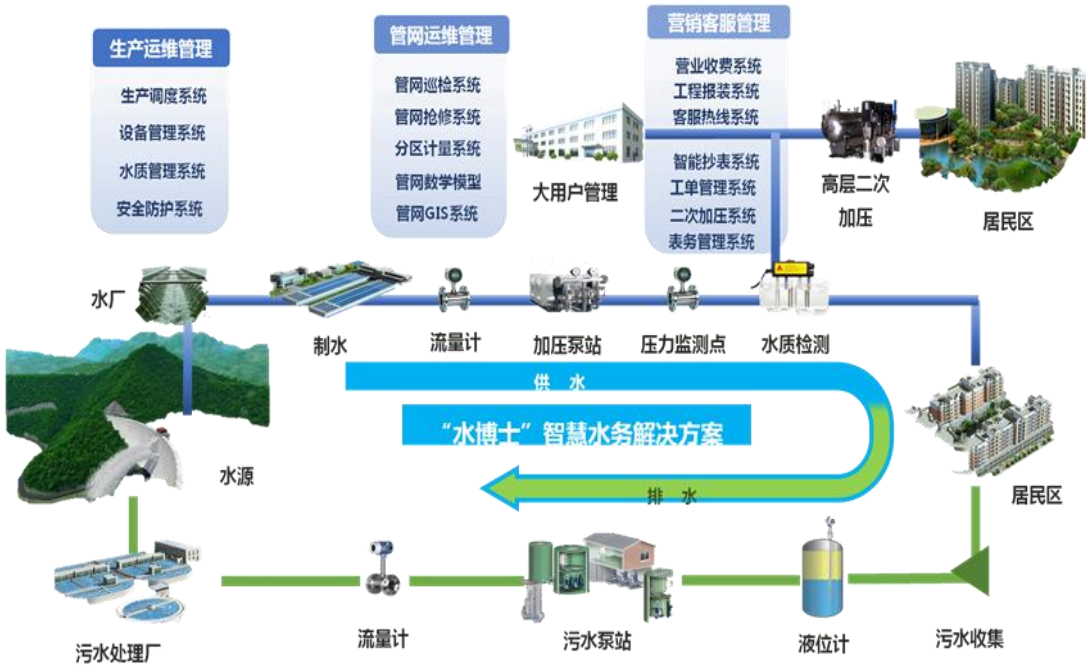 生产运维管理
生产调度系统
设备管理系统
水质管理系统
安全防护系统
管网运维管理
管网巡检系统
管网抢修系统
分区计量系统
管网数学模型
管网GIS系统
营销客服管理
营业收费系统
工程报装系统
客服热线系统
智能抄表系统
工单管理系统
二次加压系统
表务管理系统
大用户管理
高层二次
加压
居民区
水厂
制水
流量计
加压泵站
压力监测点
水质检测
供 水
“水博士”智慧水务解决方案
排 水
水源
居民区
污水处理厂
流量计
污水泵站
液位计
污水收集